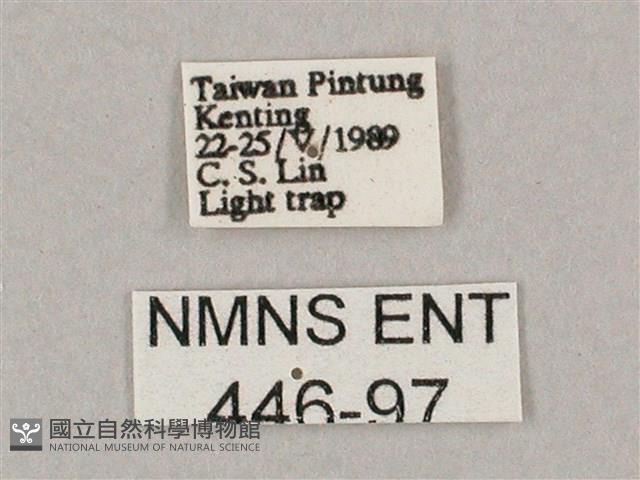 Taiwan Pintung
Kenting
22-25/V/1989
C. S. Lin
Light trap
NMNS ENT
446-97
國立自然科學博物館
NATIONAL MUSEUM OF NATURAL SCIENCE